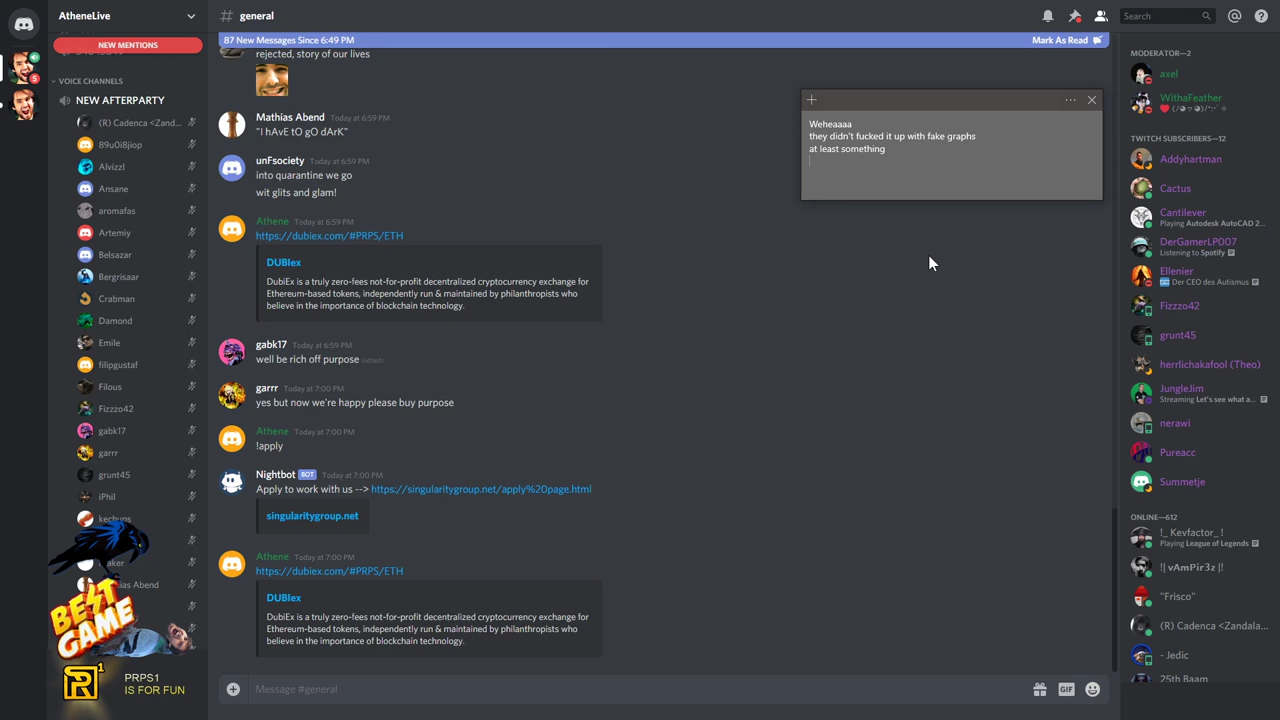 AtheneLive
NEW MENTIONS
VOICE CHANNELS
NEW AFTERPARTY
(R) Cadenca <Zand...
89u0i8jiop
Alvizzl
Ansane
aromafas
Artemiy
Belsazar
Bergrisaar
Crabman
Damond
Emile
filipgustaf
Filous
Fizzzo42
gabk17
garrr
grunt45
iPhil
kechuns
BEST
GAME
PRPS1
IS FOR FUN
# general
Search
87 New Messages Since 6:49 PM
Mark As Read
rejected, story of our lives
Mathias Abend Today at 6:59 PM
"I hAvE tO gO dArK"
unFsociety Today at 6:59 PM
into quarantine we go
wit glits and glam!
Athene Today at 6:59 PM
https://dubiex.com/#PRPS/ETH
DUBIex
DubiEx is a truly zero-fees not-for-profit decentralized cryptocurrency exchange for
Ethereum-based tokens, independently run & maintained by philanthropists who
believe in the importance of blockchain technology.
gabk17 Today at 6:59 PM
well be rich off purpose (edited)
garrr Today at 7:00 PM
yes but now we're happy please buy purpose
Athene Today at 7:00 PM
!apply
Nightbot BOT Today at 7:00 PM
Apply to work with us --> https://singularitygroup.net/apply%20page.html
singularitygroup.net
Athene Today at 7:00 PM
https://dubiex.com/#PRPS/ETH
DUBIex
DubiEx is a truly zero-fees not-for-profit decentralized cryptocurrency exchange for
Ethereum-based tokens, independently run & maintained by philanthropists who
believe in the importance of blockchain technology.
Message #general
GIF
Weheaaaa
they didn't fucked it up with fake graphs
at least something
MODERATOR—2
axel
WithaFeather
TWITCH SUBSCRIBERS—12
Addyhartman
Cactus
Cantilever
Playing Autodesk AutoCAD 2...
DerGamerLP007
Listening to Spotify
Ellenier
Der CEO des Autismus
Fizzzo42
grunt45
herrlichakafool (Theo)
JungleJim
Streaming Let's see what a...
nerawi
Pureacc
Summetje
ONLINE—612
!_ Kevfactor_ !
Playing League of Legends
!| vAmPir3z |!
"Frisco"
(R) Cadenca <Zandala...
- Jedic
25th Baam